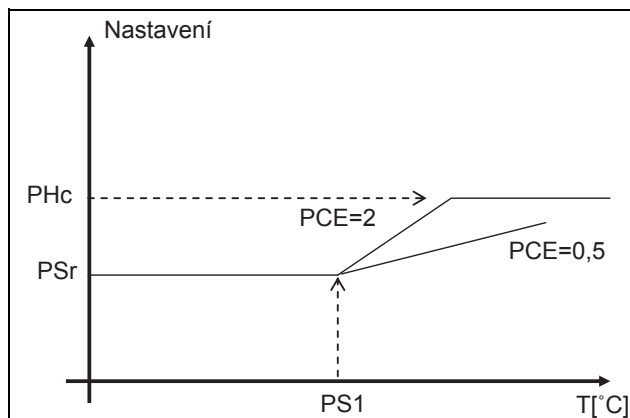 Nastavení
PHc
PCE=2
PCE=0,5
PSr
PS1
T[˚C]